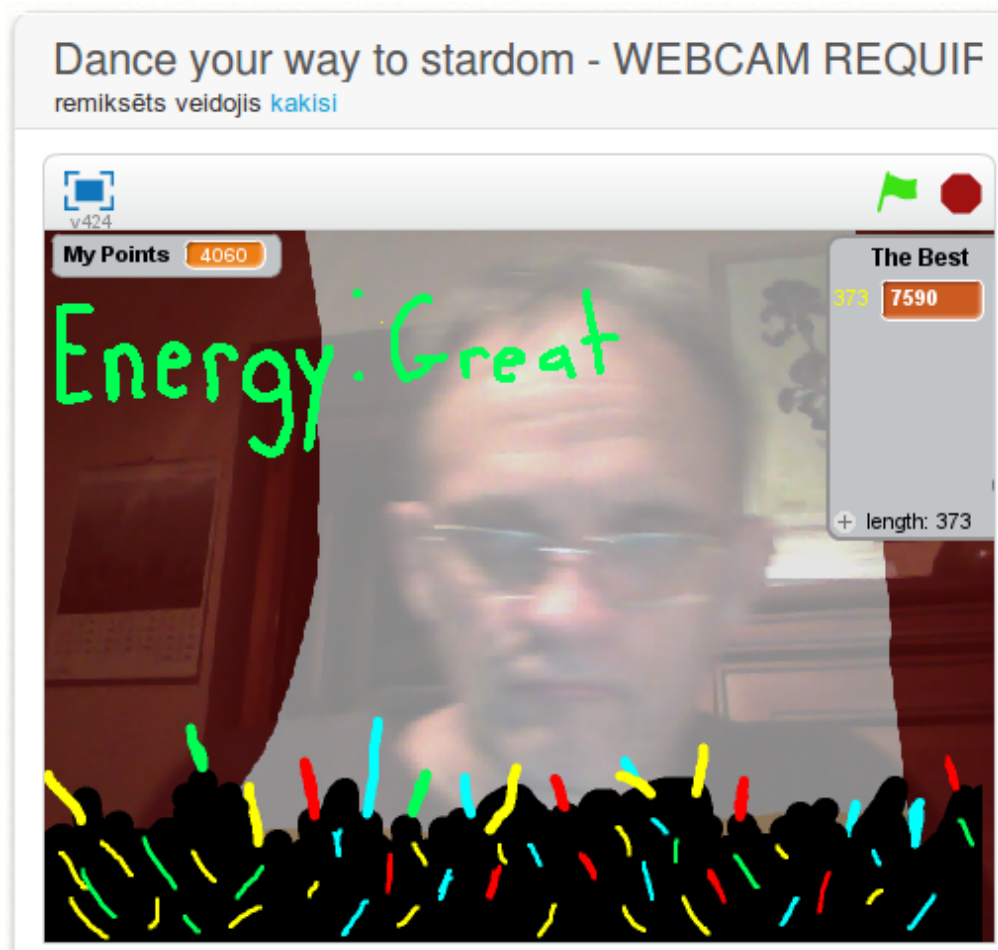 Dance your way to stardom - WEBCAM REQUIR
remiksēts veidojis kakisi
v424
My Points 4060
The Best
373 7590
Energy: Great
+ length: 373